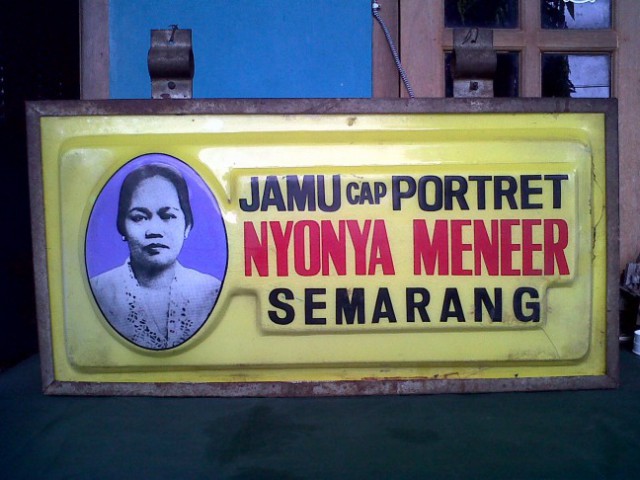 JAMU CAP PORTRET
NYONYA MENEER
SEMARANG